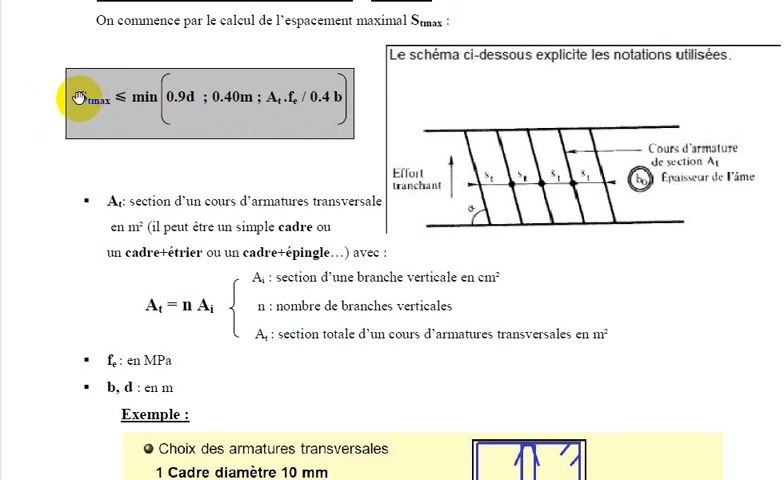 On commence par le calcul de l'espacement maximal Stmax :
Le schéma ci-dessous explicite les notations utilisées.
tmax ⩽ min ( 0.9d ; 0.40m ; At .fe / 0.4 b )
Effort
tranchant
St St St St
α
Cours d'armature
de section At
b0 Épaisseur de l'âme
▪ At: section d'un cours d'armatures transversale
en m² (il peut être un simple cadre ou
un cadre+étrier ou un cadre+épingle…) avec :
Ai : section d'une branche verticale en cm²
At = n Ai
n : nombre de branches verticales
At : section totale d'un cours d'armatures transversales en m²
▪ fe : en MPa
▪ b, d : en m
Exemple :
Choix des armatures transversales
1 Cadre diamètre 10 mm